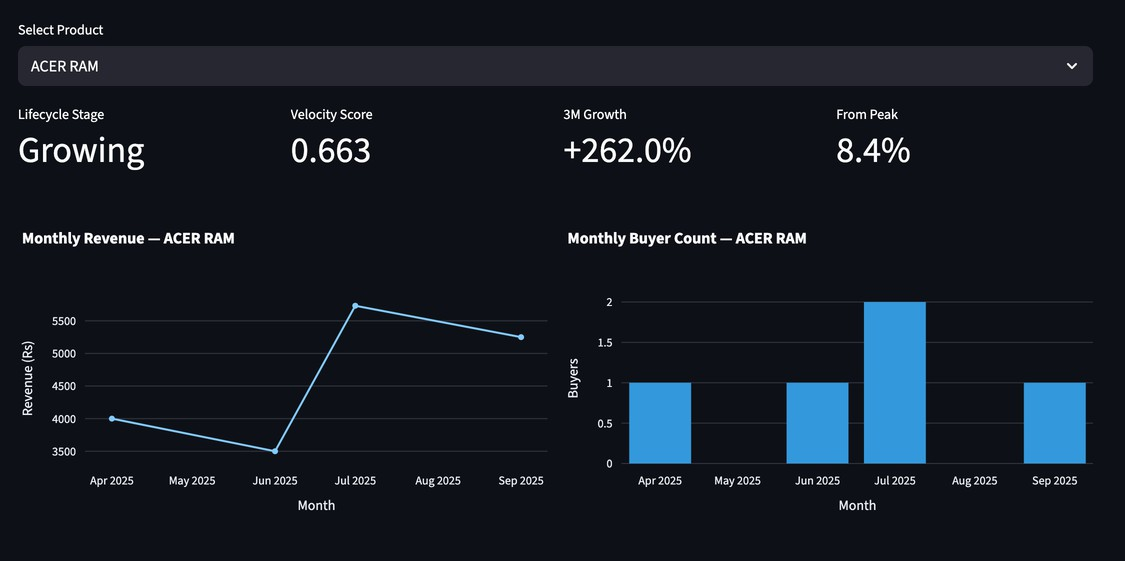 Select Product
ACER RAM
Lifecycle Stage
Growing
Velocity Score
0.663
3M Growth
+262.0%
From Peak
8.4%
Monthly Revenue — ACER RAM
Revenue (Rs)
5500
5000
4500
4000
3500
Apr 2025 May 2025 Jun 2025 Jul 2025 Aug 2025 Sep 2025
Month
Monthly Buyer Count — ACER RAM
Buyers
2
1.5
1
0.5
0
Apr 2025 May 2025 Jun 2025 Jul 2025 Aug 2025 Sep 2025
Month